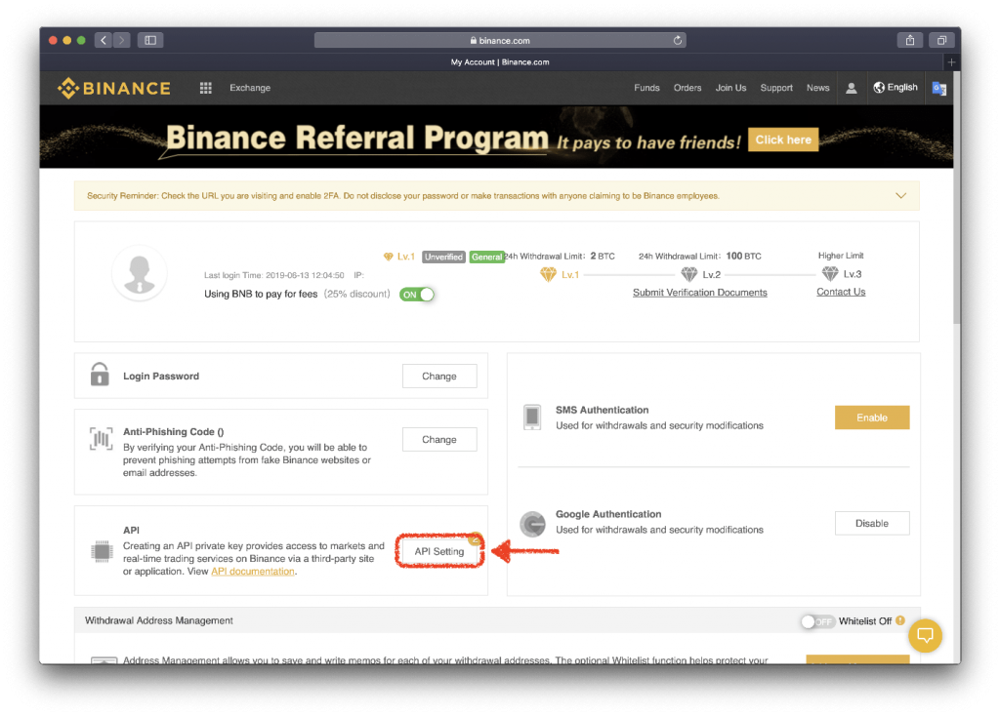 binance.com
My Account | Binance.com
BINANCE Exchange Funds Orders Join Us Support News English
Binance Referral Program It pays to have friends! Click here
Security Reminder: Check the URL you are visiting and enable 2FA. Do not disclose your password or make transactions with anyone claiming to be Binance employees.
Lv.1 Unverified General
Last login Time: 2019-06-13 12:04:50 IP:
Using BNB to pay for fees (25% discount) ON
24h Withdrawal Limit: 2 BTC
Lv.1
24h Withdrawal Limit: 100 BTC
Lv.2
Submit Verification Documents
Higher Limit
Lv.3
Contact Us
Login Password
Change
Anti-Phishing Code ()
By verifying your Anti-Phishing Code, you will be able to
prevent phishing attempts from fake Binance websites or
email addresses.
Change
API
Creating an API private key provides access to markets and
real-time trading services on Binance via a third-party site
or application. View API documentation.
API Setting
SMS Authentication
Used for withdrawals and security modifications
Enable
Google Authentication
Used for withdrawals and security modifications
Disable
Withdrawal Address Management
OFF Whitelist Off
Address Management allows you to save and write memos for each of your withdrawal addresses. The optional Whitelist function helps protect your